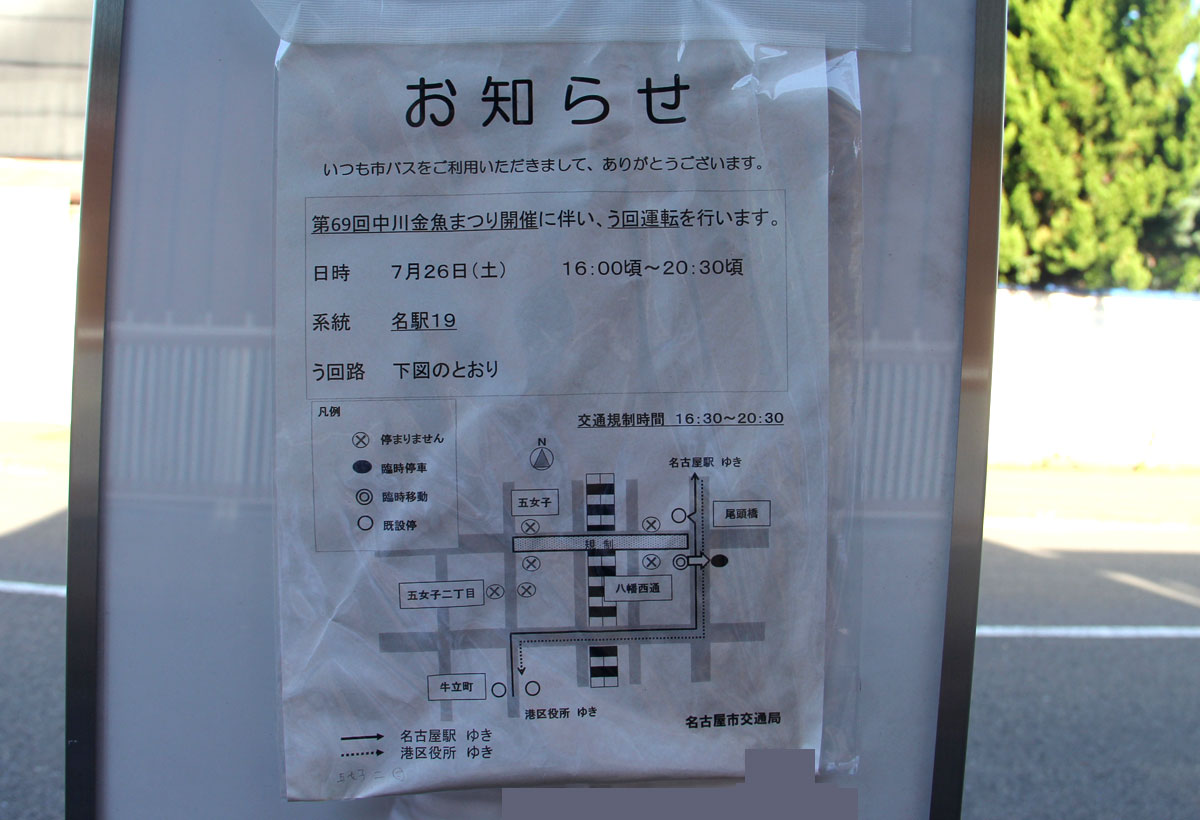 お知らせ
いつも市バスをご利用いただきまして、ありがとうございます。
第69回中川金魚まつり開催に伴い、う回運転を行います。
日時　7月26日(土)　16:00頃～20:30頃
系統　名駅19
う回路　下図のとおり
凡例
停まりません
臨時停車
臨時移動
既設停
交通規制時間　16:30～20:30
N
名古屋駅 ゆき
五女子
尾頭橋
規制
八幡西通
五女子二丁目
牛立町
港区役所 ゆき
名古屋市交通局
名古屋駅 ゆき
港区役所 ゆき